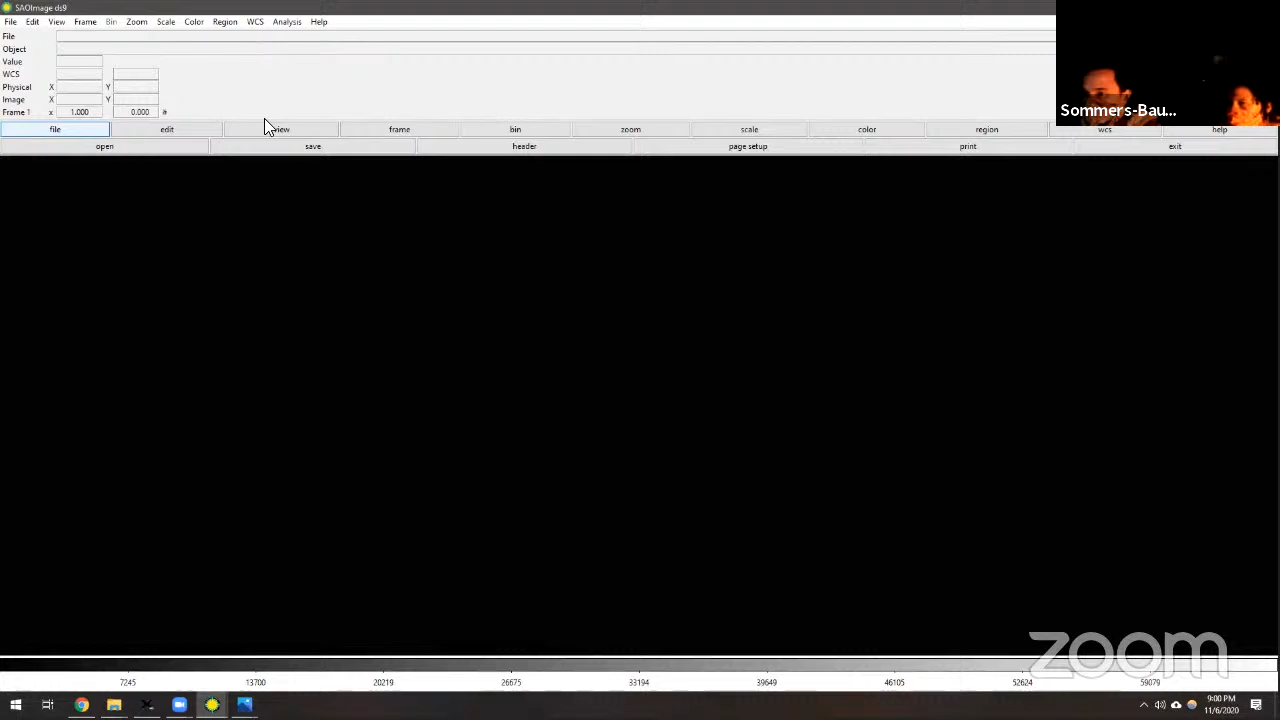 SAOImage ds9
File Edit View Frame Bin Zoom Scale Color Region WCS Analysis Help
File
Object
Value
WCS
Physical X Y
Image X Y
Frame 1 x 1.000 0.000 °
Sommers-Bau...
file edit view frame bin zoom scale color region wcs help
open save header page setup print exit
zoom
7245 13700 20219 26675 33194 39649 46105 52624 59079
9:00 PM
11/6/2020